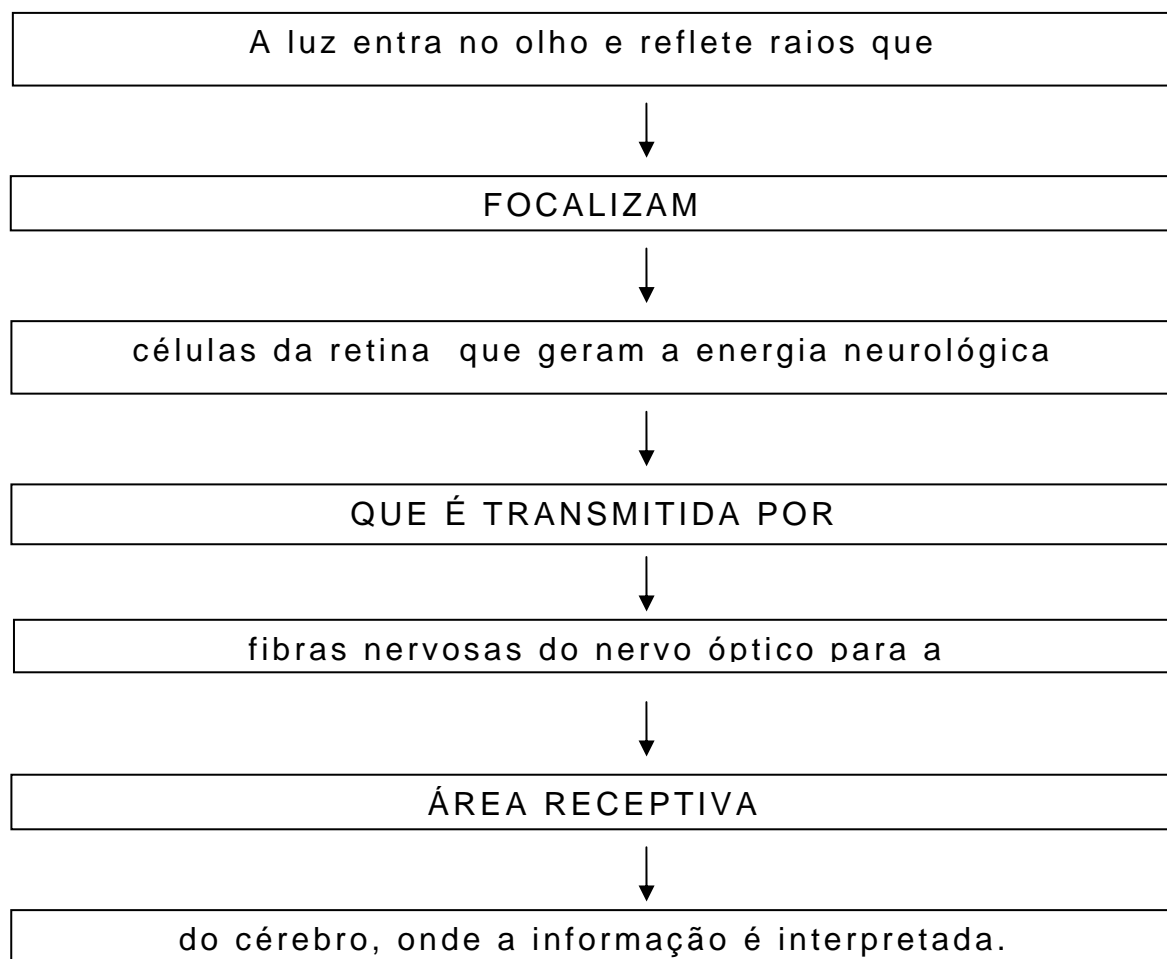 A luz entra no olho e reflete raios que
FOCALIZAM
células da retina que geram a energia neurológica
QUE É TRANSMITIDA POR
fibras nervosas do nervo óptico para a
ÁREA RECEPTIVA
do cérebro, onde a informação é interpretada.